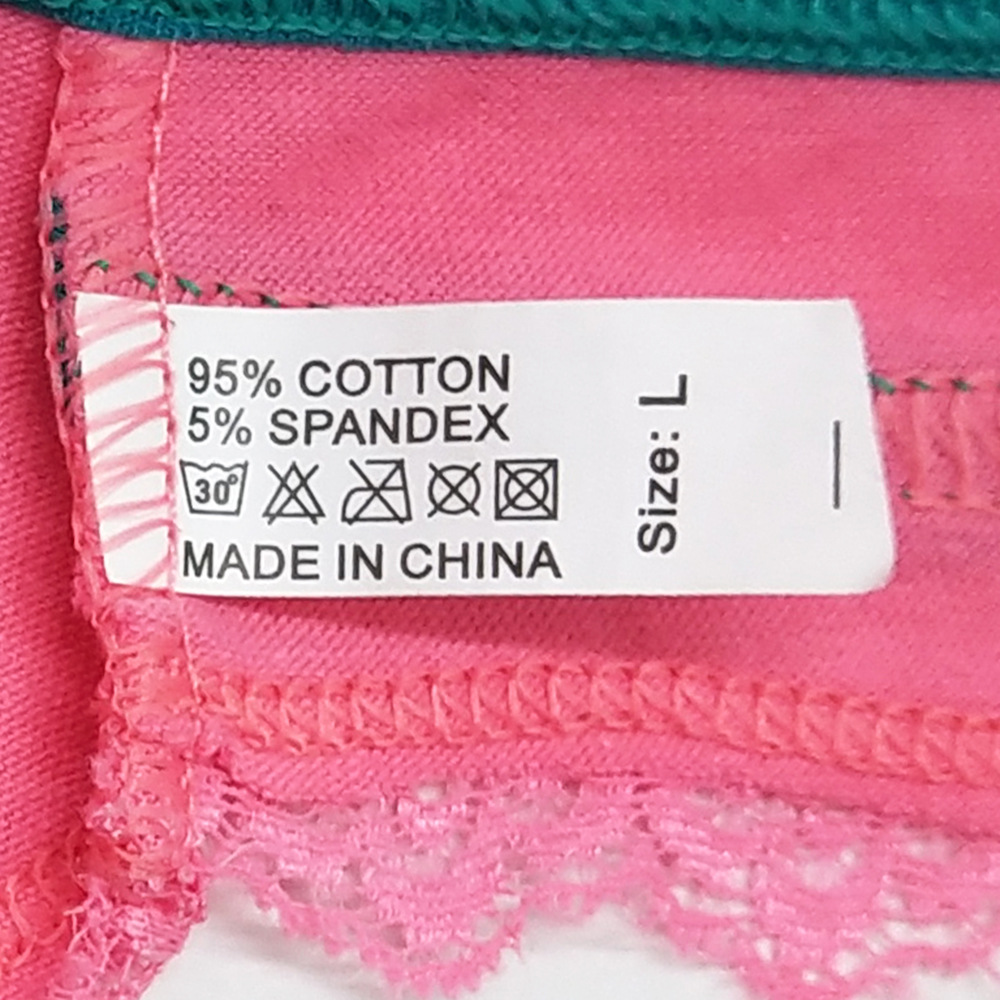 95% COTTON
5% SPANDEX
30°
MADE IN CHINA
Size: L